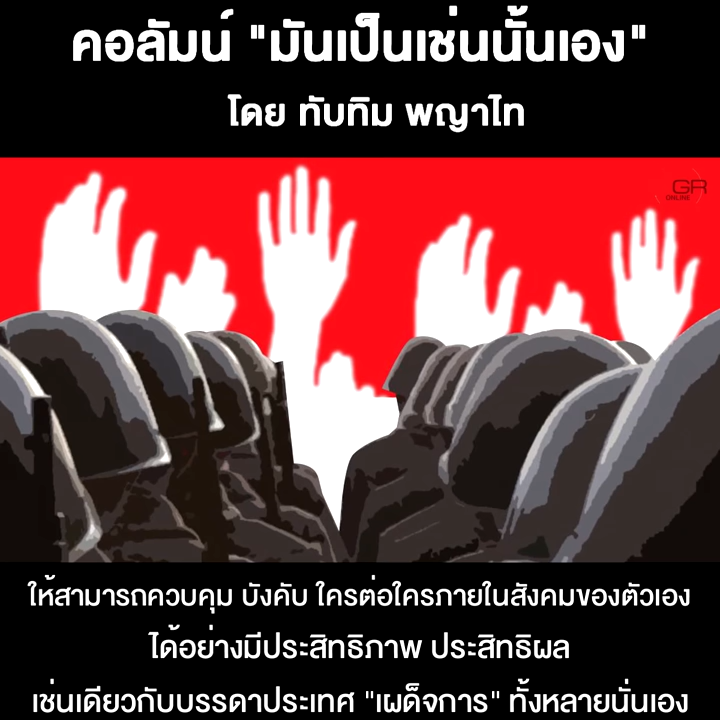 คอลัมน์ "มันเป็นเช่นนั้นเอง"
โดย ทับทิม พญาไท
GR
ONLINE
ให้สามารถควบคุม บังคับ ใครต่อใครภายในสังคมของตัวเอง
ได้อย่างมีประสิทธิภาพ ประสิทธิผล
เช่นเดียวกับบรรดาประเทศ "เผด็จการ" ทั้งหลายนั่นเอง